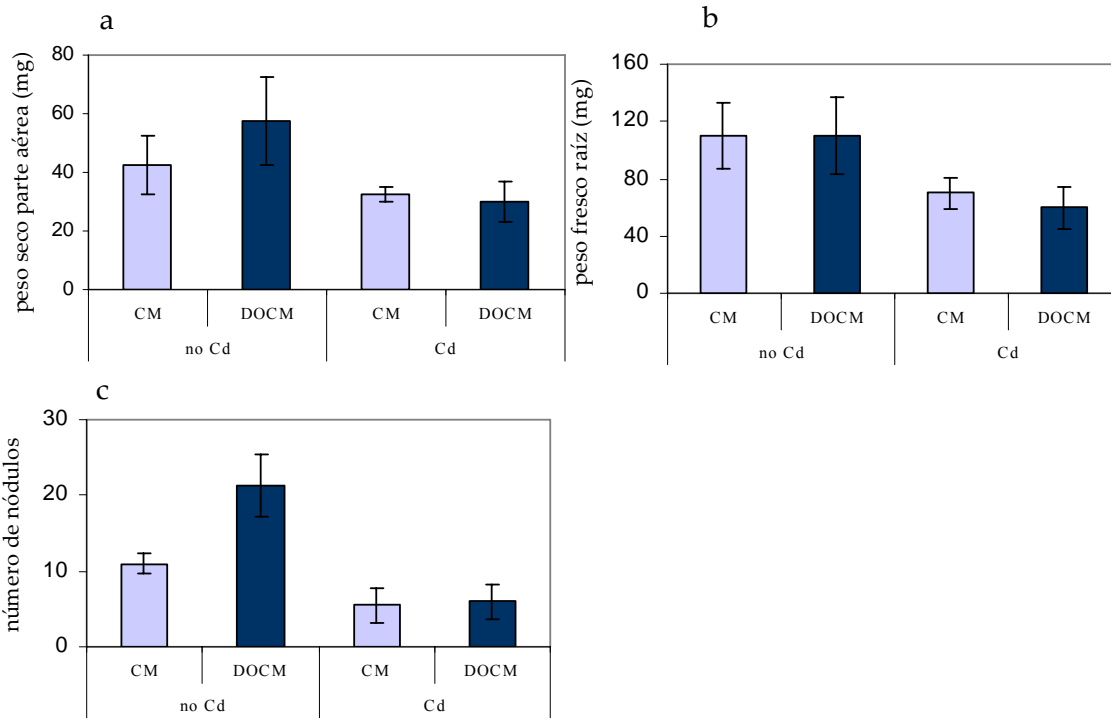 a
peso seco parte aérea (mg)
80
60
40
20
0
CM DOCM CM DOCM
no Cd Cd
b
peso fresco raíz (mg)
160
120
80
40
0
CM DOCM CM DOCM
no Cd Cd
c
número de nódulos
30
20
10
0
CM DOCM CM DOCM
no Cd Cd